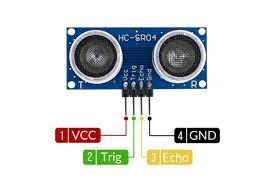 HC-SR04
T
R
Vcc
Trig
Echo
Gnd
1 VCC
4 GND
2 Trig
3 Echo